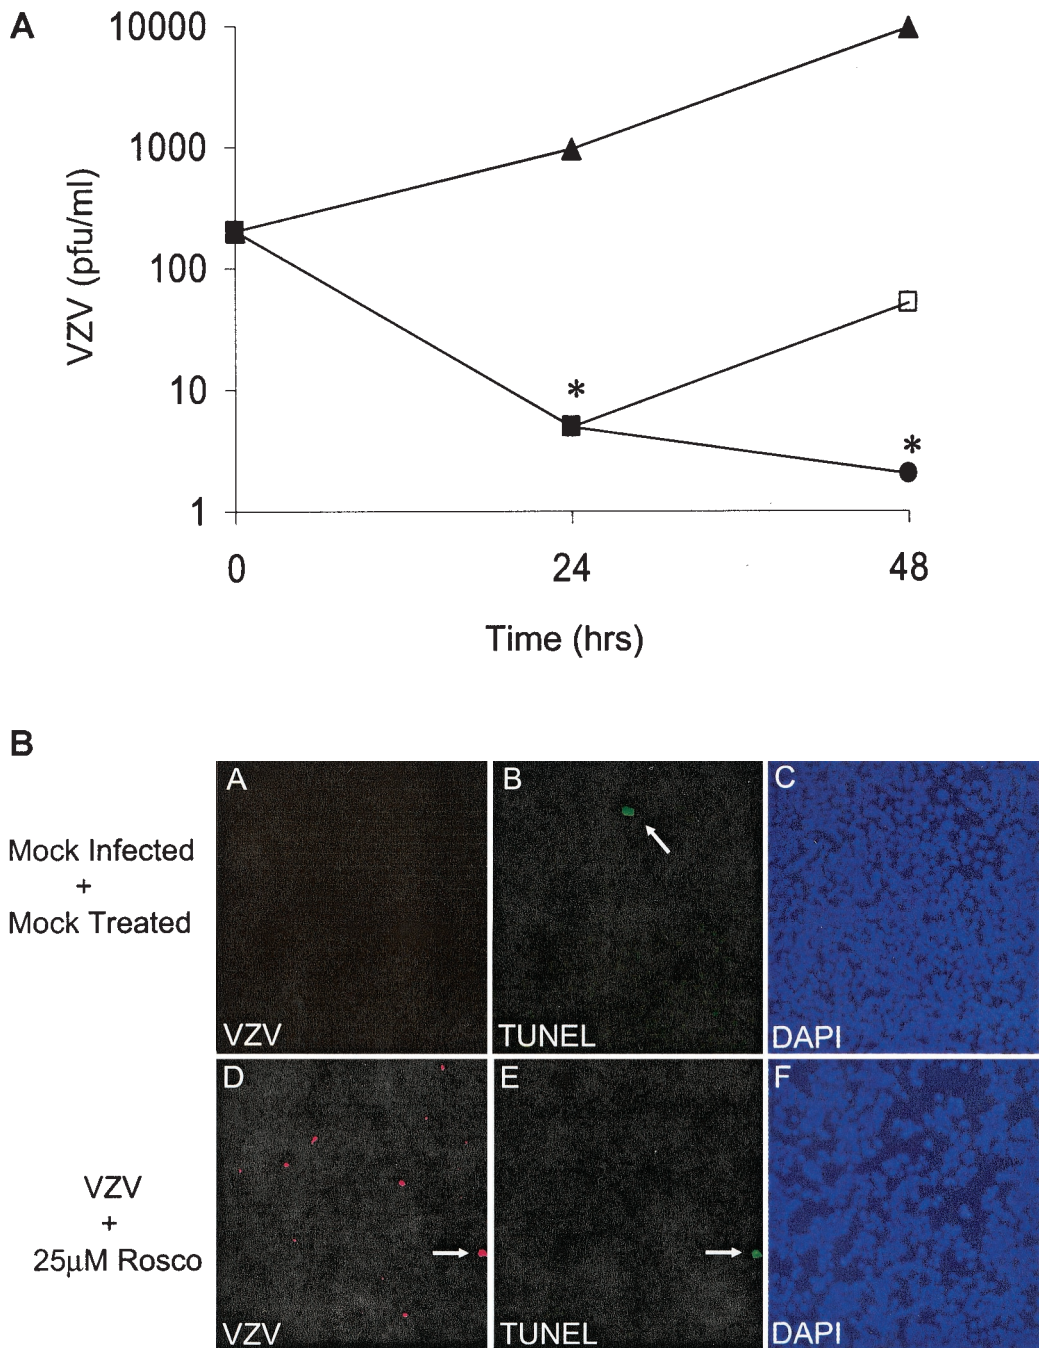 A
10000
1000
100
10
1
VZV (pfu/ml)
*
*
0 24 48
Time (hrs)
B
Mock Infected
+
Mock Treated
A
VZV
B
TUNEL
C
DAPI
VZV
+
25μM Rosco
D
VZV
E
TUNEL
F
DAPI